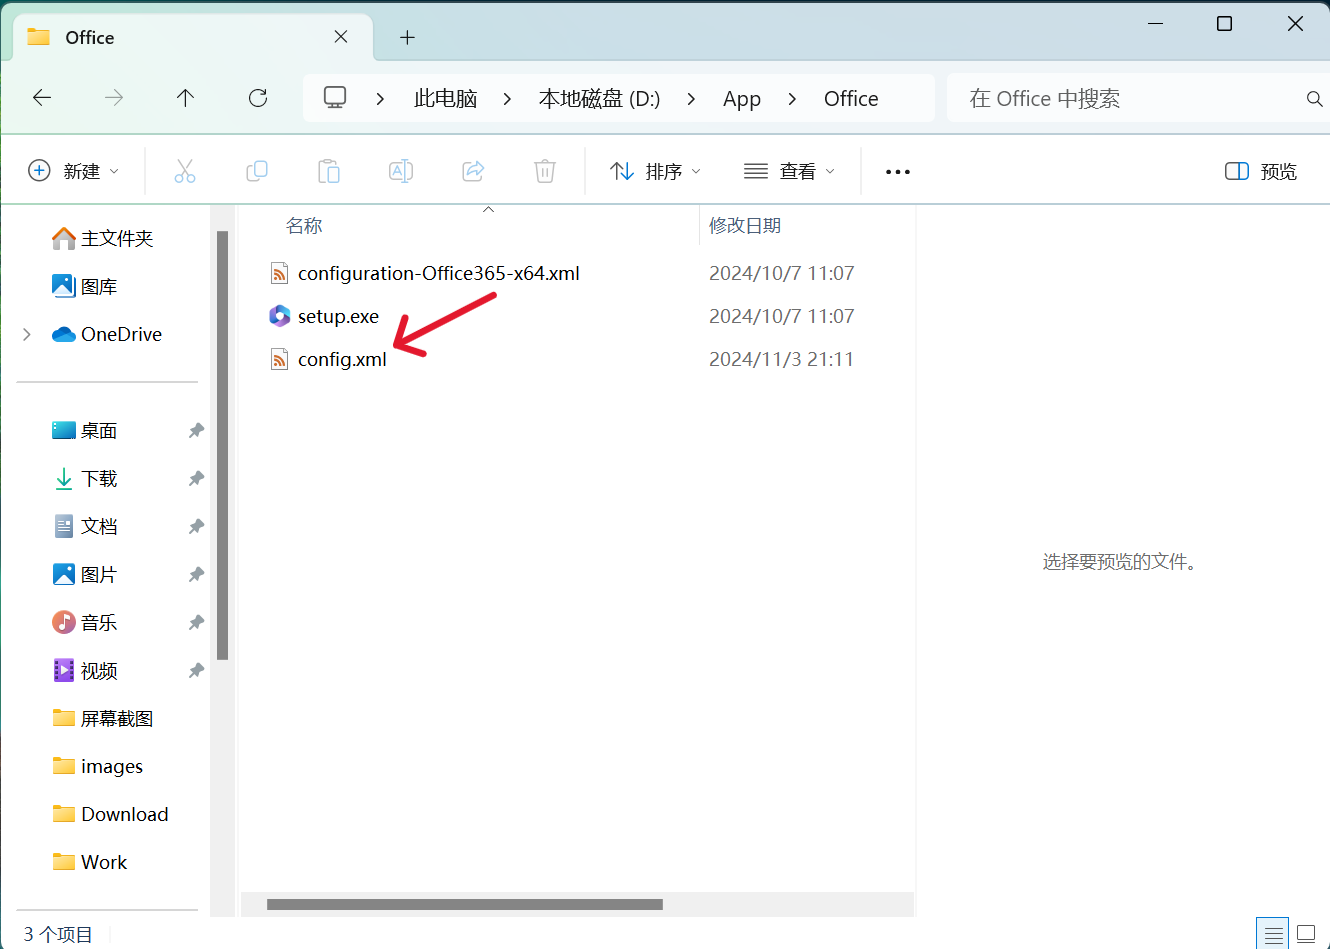 Office
此电脑 > 本地磁盘 (D:) > App > Office
在 Office 中搜索
新建
排序
查看
预览
主文件夹
图库
OneDrive
桌面
下载
文档
图片
音乐
视频
屏幕截图
images
Download
Work
名称 修改日期
configuration-Office365-x64.xml 2024/10/7 11:07
setup.exe 2024/10/7 11:07
config.xml 2024/11/3 21:11
选择要预览的文件。
3 个项目